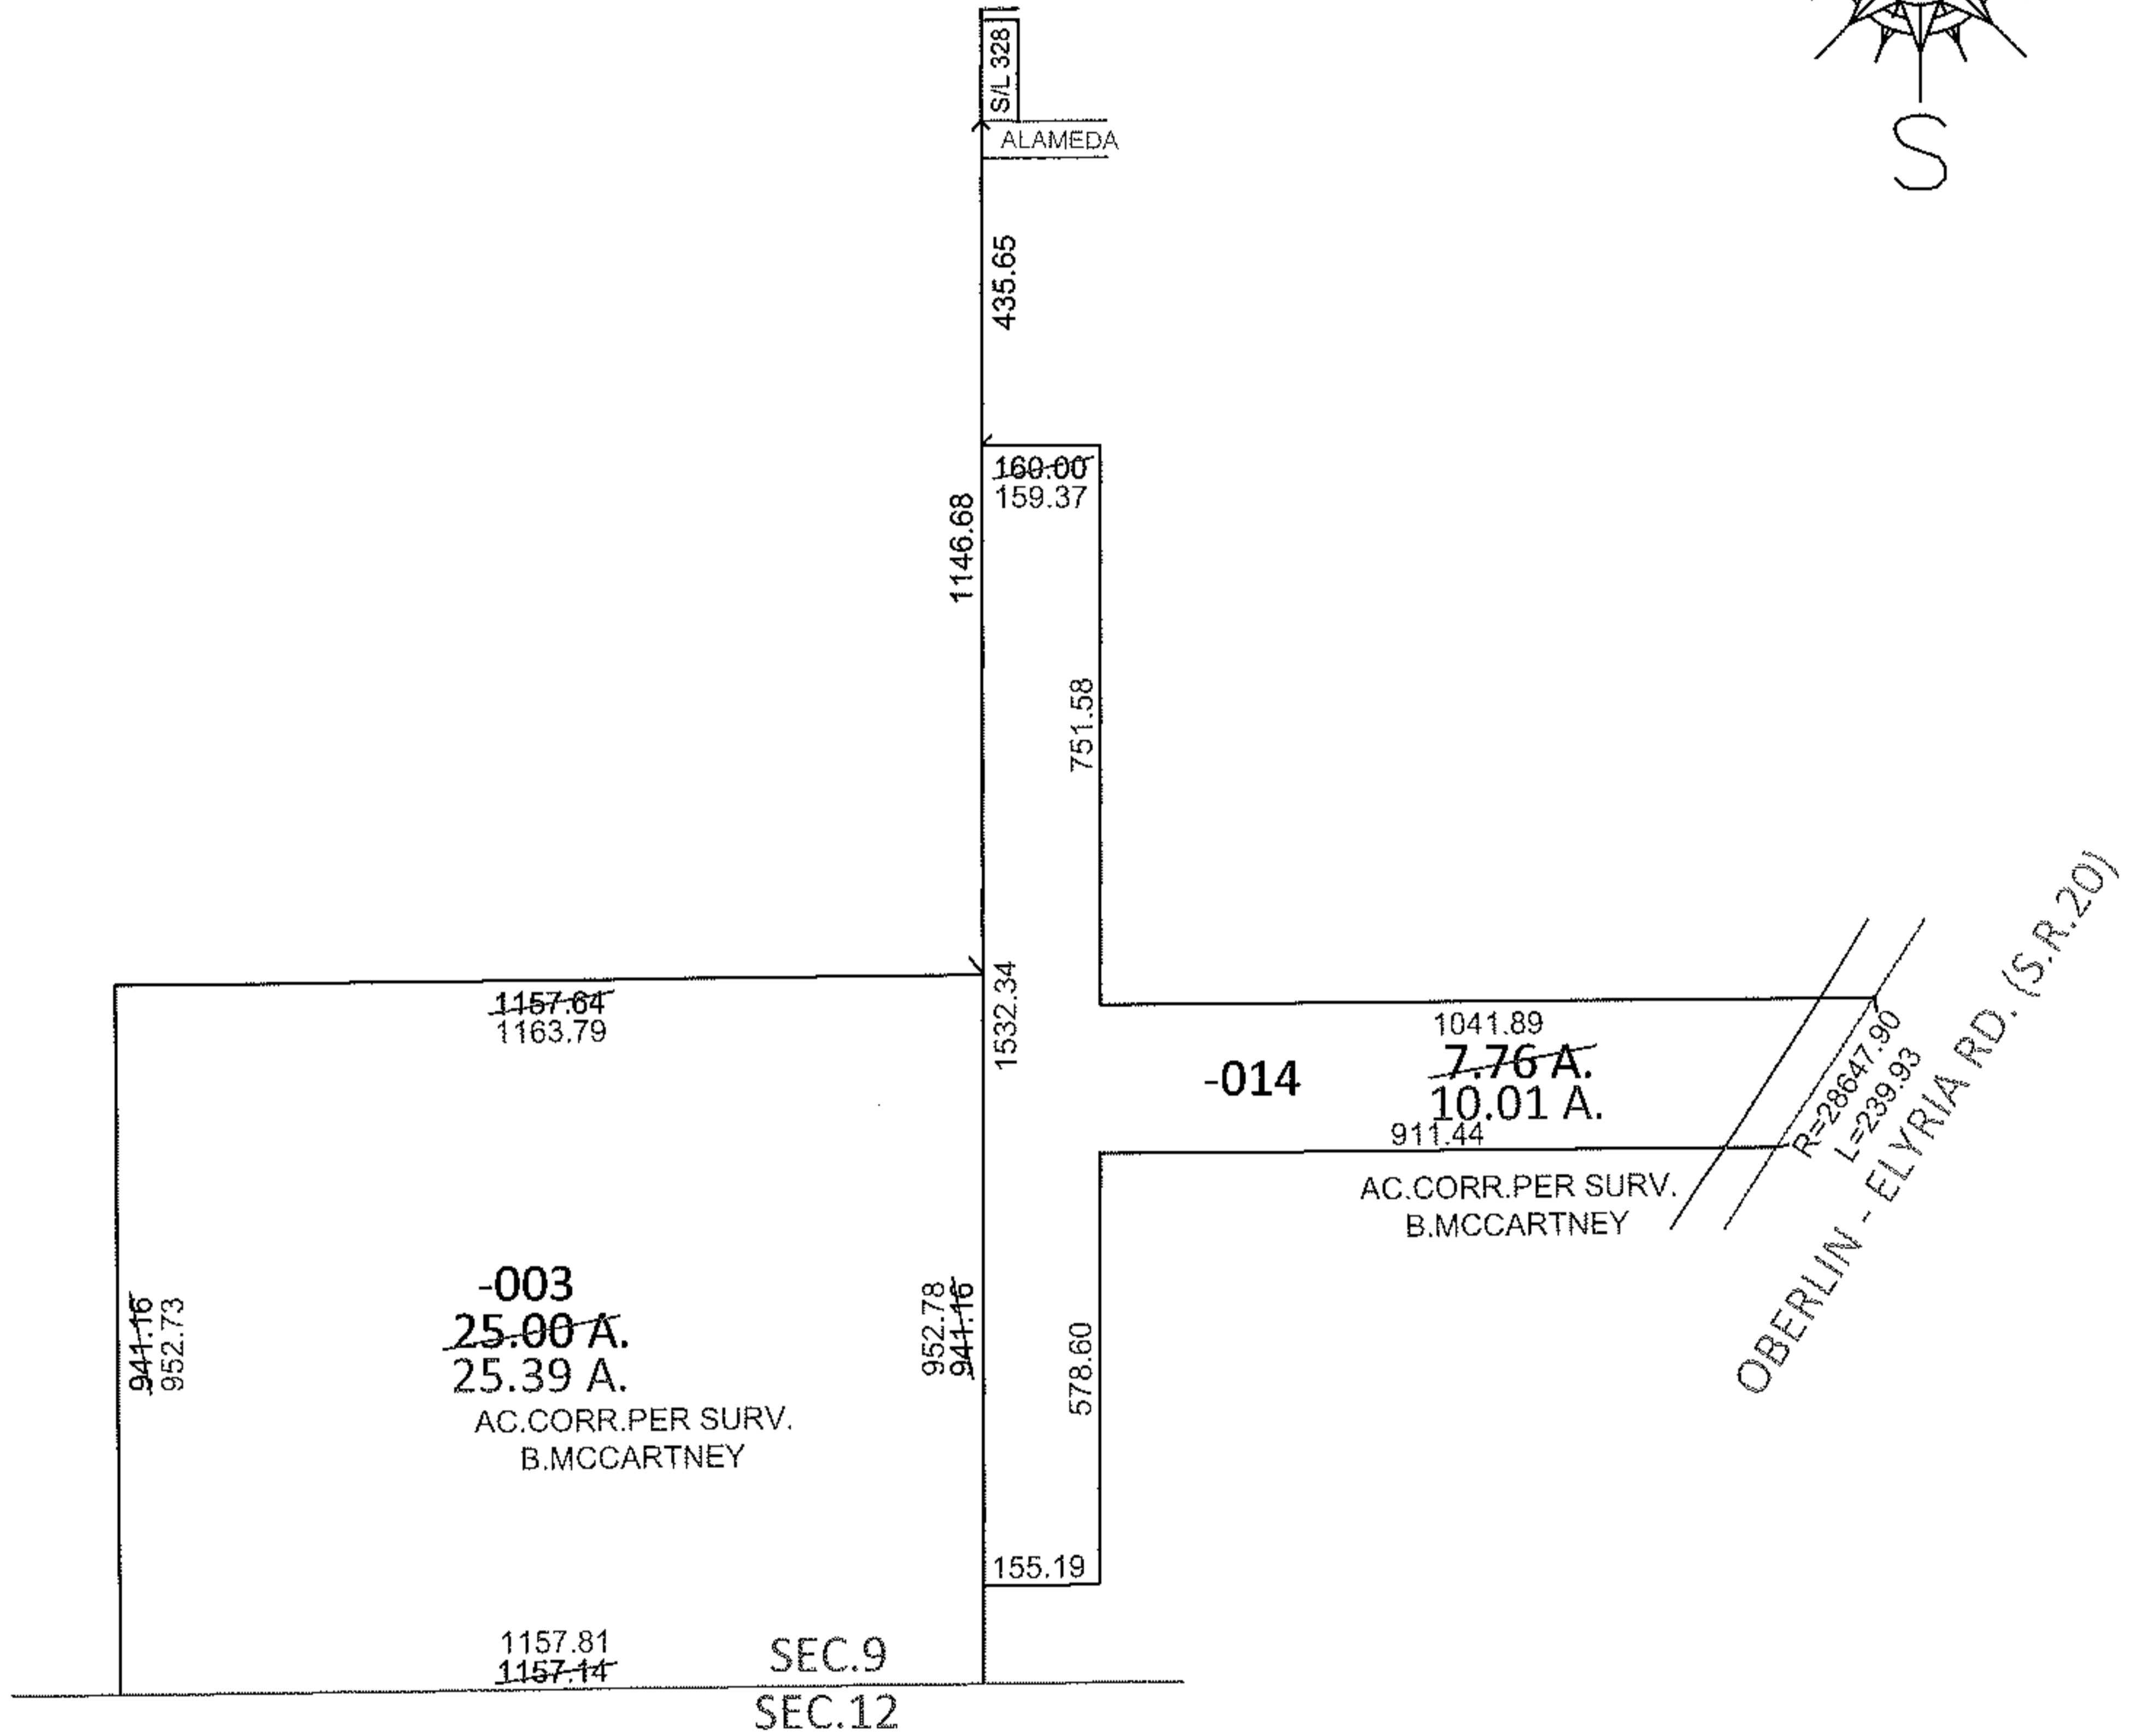 S
S/L 328
ALAMEDA
435.65
160.00
159.37
1146.68
751.58
1157.64
1163.79
1532.34
1041.89
-014
7.76 A.
10.01 A.
911.44
AC.CORR.PER SURV.
B.MCCARTNEY
R=28647.90
L=239.93
OBERLIN - ELYRIA RD. (S.R.20)
941.16
952.73
-003
25.00 A.
25.39 A.
AC.CORR.PER SURV.
B.MCCARTNEY
952.78
941.16
578.60
155.19
1157.81
1157.14
SEC.9
SEC.12